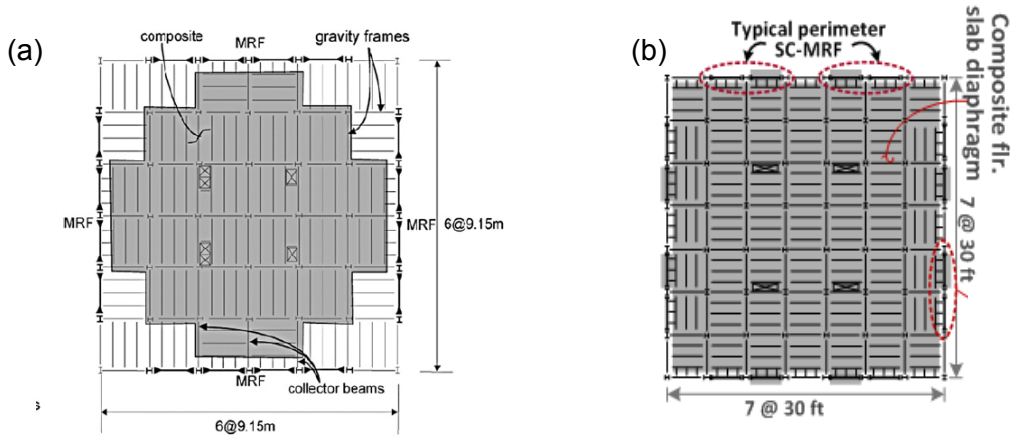 (a)
composite
MRF
gravity frames
MRF
MRF
6@9.15m
MRF
collector beams
6@9.15m
s
(b)
Typical perimeter
SC-MRF
Composite flr.
slab diaphragm
7 @ 30 ft
7 @ 30 ft